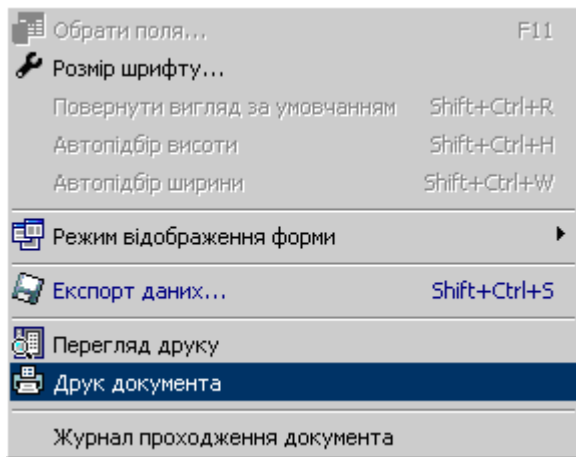 Обрати поля... F11
Розмір шрифту...
Повернути вигляд за умовчанням Shift+Ctrl+R
Автопідбір висоти Shift+Ctrl+H
Автопідбір ширини Shift+Ctrl+W
Режим відображення форми
Експорт даних... Shift+Ctrl+S
Перегляд друку
Друк документа
Журнал проходження документа